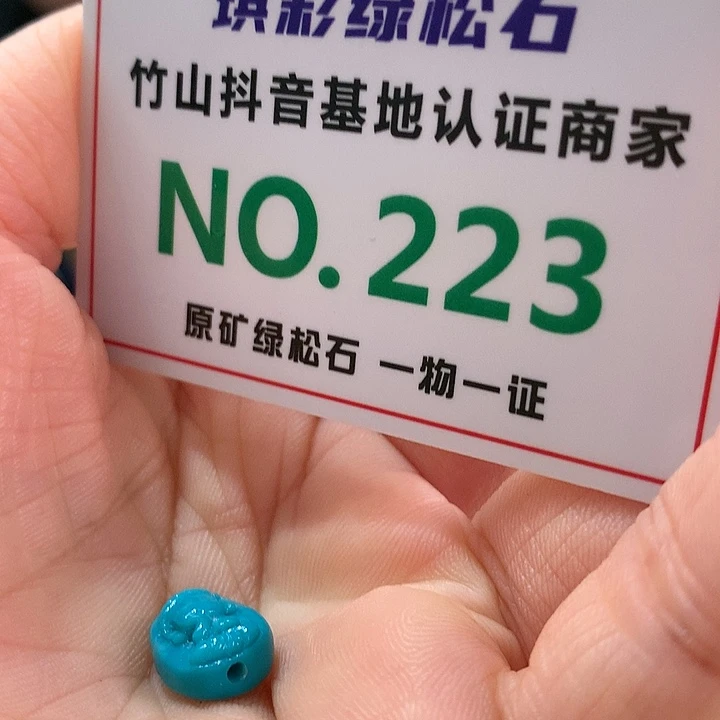 琪彩绿松石
竹山抖音基地认证商家
NO.223
原矿绿松石 一物一证